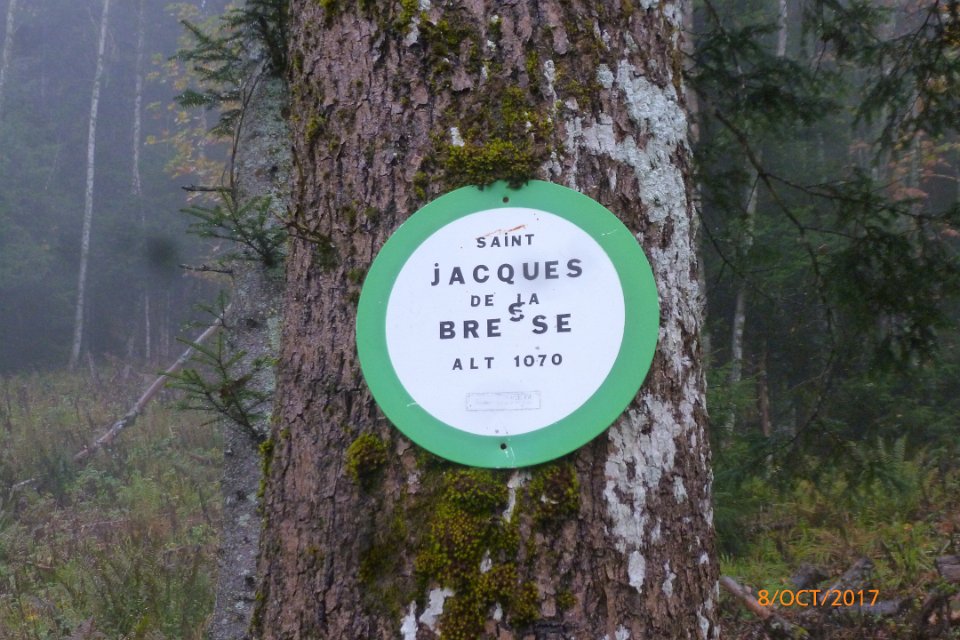 SAiNT
jACQUES
DE LA
BRESSE
ALT 1070
8/OCT/2017